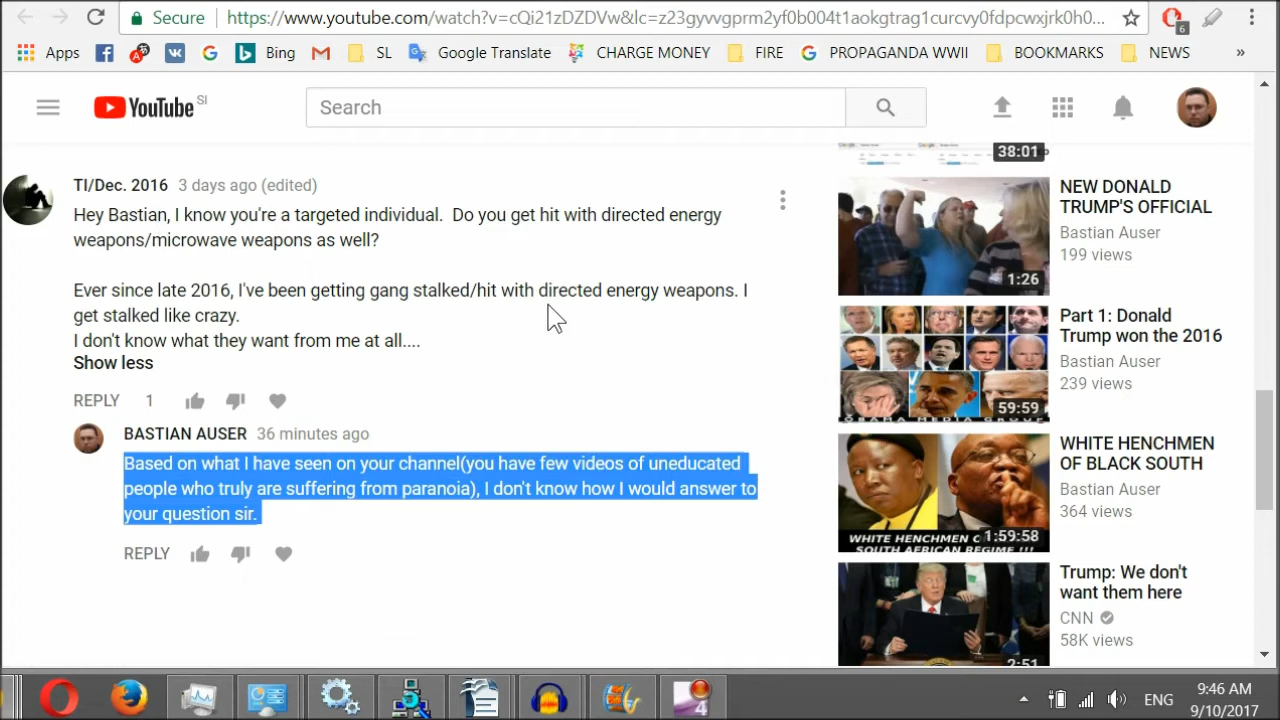 Secure https://www.youtube.com/watch?v=cQi21zDZDVw&lc=z23gyvvgprm2yf0b004t1aokgtrag1curcvy0fdpcwxjrk0h0...
6
Apps Bing SL Google Translate CHARGE MONEY FIRE PROPAGANDA WWII BOOKMARKS NEWS »
YouTube SI
Search
38:01
TI/Dec. 2016 3 days ago (edited)
Hey Bastian, I know you're a targeted individual. Do you get hit with directed energy
weapons/microwave weapons as well?
Ever since late 2016, I've been getting gang stalked/hit with directed energy weapons. I
get stalked like crazy.
I don't know what they want from me at all....
Show less
REPLY 1
BASTIAN AUSER 36 minutes ago
Based on what I have seen on your channel(you have few videos of uneducated
people who truly are suffering from paranoia), I don't know how I would answer to
your question sir.
REPLY
NEW DONALD
TRUMP'S OFFICIAL
Bastian Auser
199 views
1:26
Part 1: Donald
Trump won the 2016
Bastian Auser
239 views
59:59
OBAMA MEDIA GROUP
WHITE HENCHMEN
OF BLACK SOUTH
Bastian Auser
364 views
1:59:58
WHITE HENCHMEN
SOUTH AFRICAN REGIME !!!
Trump: We don't
want them here
CNN
58K views
2:51
ENG
9:46 AM
9/10/2017